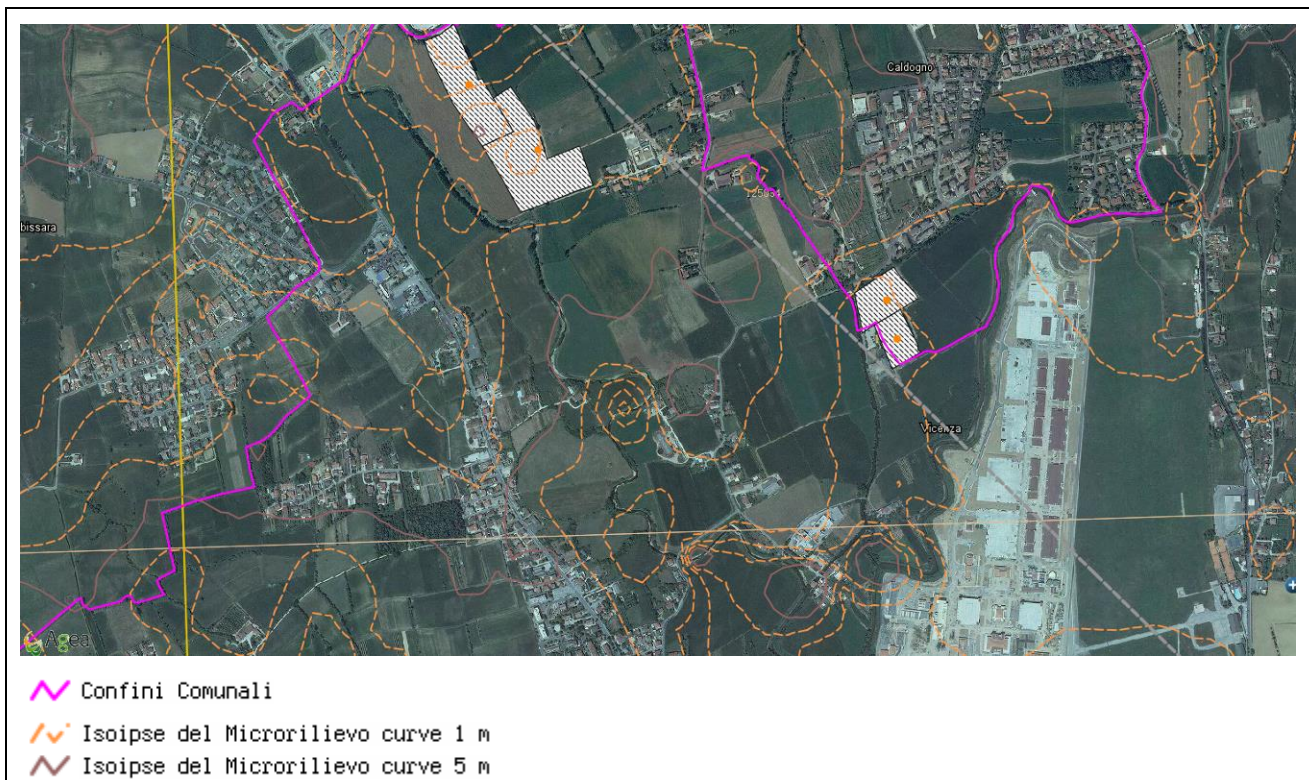 Caldogno
bissara
Vicenza
Agea
Confini Comunali
Isoipse del Microrilievo curve 1 m
Isoipse del Microrilievo curve 5 m